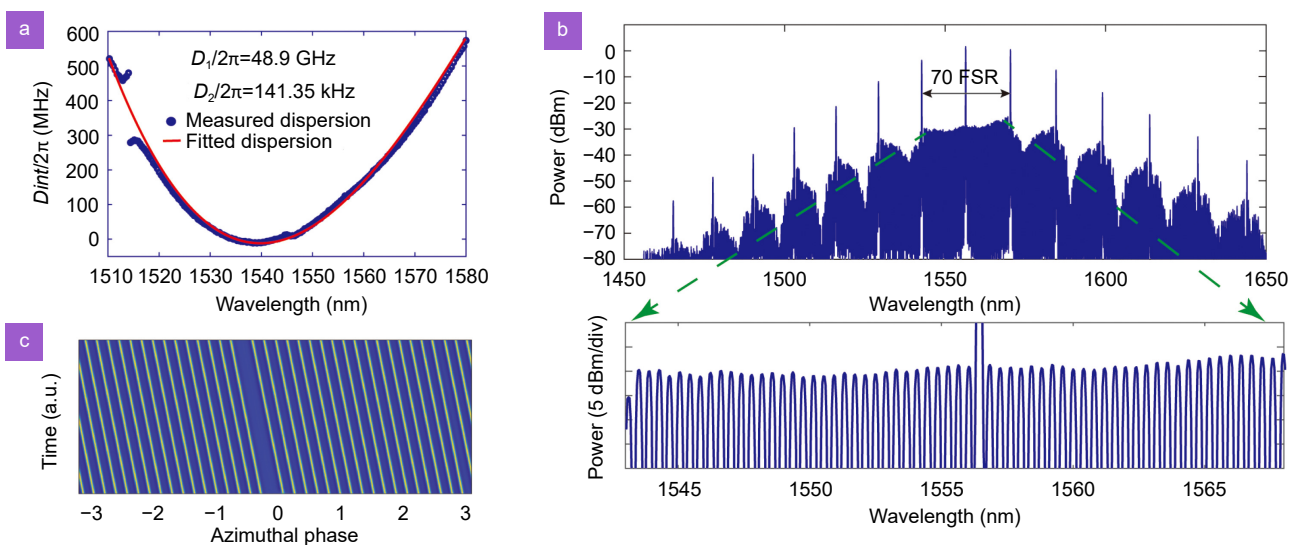 a
600
500
400
300
200
100
0
Dint/2π (MHz)
D₁/2π=48.9 GHz
D₂/2π=141.35 kHz
Measured dispersion
Fitted dispersion
1510 1520 1530 1540 1550 1560 1570 1580
Wavelength (nm)
b
0
−10
−20
−30
−40
−50
−60
−70
−80
Power (dBm)
70 FSR
1450 1500 1550 1600 1650
Wavelength (nm)
Power (5 dBm/div)
1545 1550 1555 1560 1565
Wavelength (nm)
c
Time (a.u.)
−3 −2 −1 0 1 2 3
Azimuthal phase